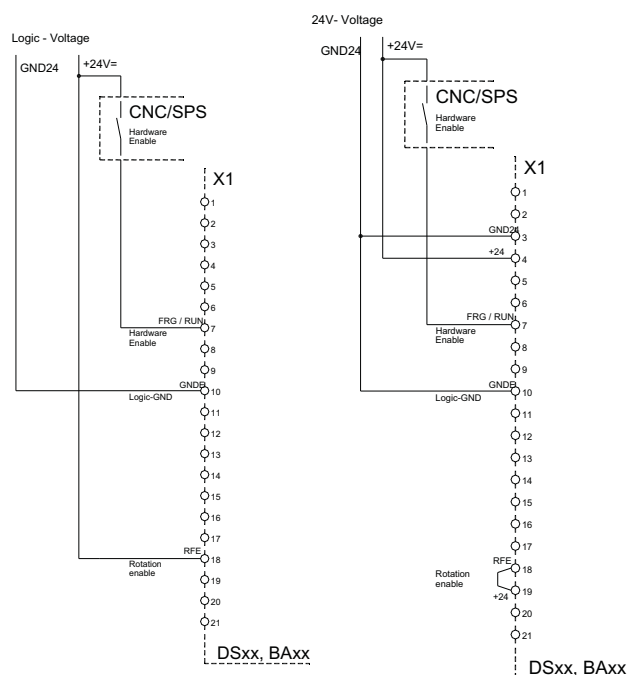 Logic - Voltage
GND24
+24V=
CNC/SPS
Hardware
Enable
X1
1
2
3
4
5
6
FRG / RUN
7
Hardware
Enable
8
9
GNDE
10
Logic-GND
11
12
13
14
15
16
17
RFE
18
Rotation
enable
19
20
21
DSxx, BAxx
24V- Voltage
GND24
+24V=
CNC/SPS
Hardware
Enable
X1
1
2
GND24
3
+24
4
5
6
FRG / RUN
7
Hardware
Enable
8
9
GNDE
10
Logic-GND
11
12
13
14
15
16
17
RFE
18
Rotation
enable
19
+24
20
21
DSxx, BAxx